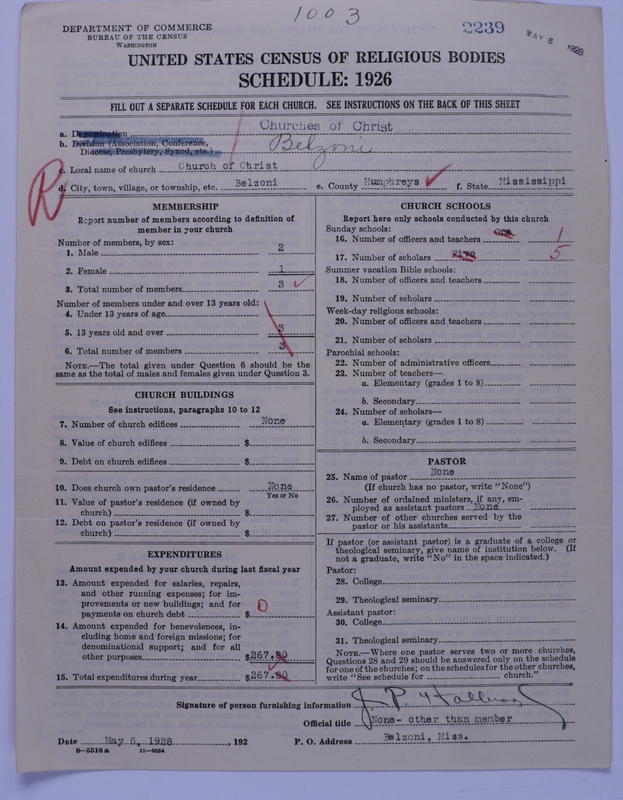 1003
DEPARTMENT OF COMMERCE
BUREAU OF THE CENSUS
WASHINGTON
2239
MAY 8 1928
UNITED STATES CENSUS OF RELIGIOUS BODIES
SCHEDULE: 1926
FILL OUT A SEPARATE SCHEDULE FOR EACH CHURCH. SEE INSTRUCTIONS ON THE BACK OF THIS SHEET
a. Denomination Churches of Christ
b. Division (Association, Conference, Diocese, Presbytery, Synod, etc.) Belzoni
c. Local name of church Church of Christ
R
d. City, town, village, or township, etc. Belzoni e. County Humphreys f. State Mississippi
MEMBERSHIP
Report number of members according to definition of
member in your church
Number of members, by sex:
1. Male 2
2. Female 1
3. Total number of members 3
Number of members under and over 13 years old:
4. Under 13 years of age
5. 13 years old and over 3
6. Total number of members 3
NOTE.—The total given under Question 6 should be
same as the total of males and females given under Question 3.
CHURCH BUILDINGS
See instructions, paragraphs 10 to 12
7. Number of church edifices None
8. Value of church edifices $
9. Debt on church edifices $
10. Does church own pastor's residence? None
Yes or No
11. Value of pastor's residence (if owned by
church) $
12. Debt on pastor's residence (if owned by
church) $
EXPENDITURES
Amount expended by your church during last fiscal year
13. Amount expended for salaries, repairs,
and other running expenses; for im-
provements or new buildings; and for
payments on church debt $ 0
14. Amount expended for benevolences, in-
cluding home and foreign missions; for
denominational support; and for all
other purposes $267.80
15. Total expenditures during year $267.80
CHURCH SCHOOLS
Report here only schools conducted by this church
Sunday schools:
16. Number of officers and teachers one 1
17. Number of scholars Five 5
Summer vacation Bible schools:
18. Number of officers and teachers
19. Number of scholars
Week-day religious schools:
20. Number of officers and teachers
21. Number of scholars
Parochial schools:
22. Number of administrative officers
23. Number of teachers—
a. Elementary (grades 1 to 8)
b. Secondary
24. Number of scholars—
a. Elementary (grades 1 to 8)
b. Secondary
PASTOR
25. Name of pastor None
(If church has no pastor, write "None")
26. Number of ordained ministers, if any, em-
ployed as assistant pastors None
27. Number of other churches served by the
pastor or his assistants
If pastor (or assistant pastor) is a graduate of a college or
theological seminary, give name of institution below. (If
not a graduate, write "No" in the space indicated.)
Pastor:
28. College
29. Theological seminary
Assistant pastor:
30. College
31. Theological seminary
NOTE.—Where one pastor serves two or more churches,
Questions 28 and 29 should be answered only on the schedule
for one of the churches; on the schedules for the other churches,
write "See schedule for church."
Signature of person furnishing information J. P.
Official title None- other than member
Date May 5, 1928, 192 P. O. Address Belzoni, Miss.
8—5518a 11—9084